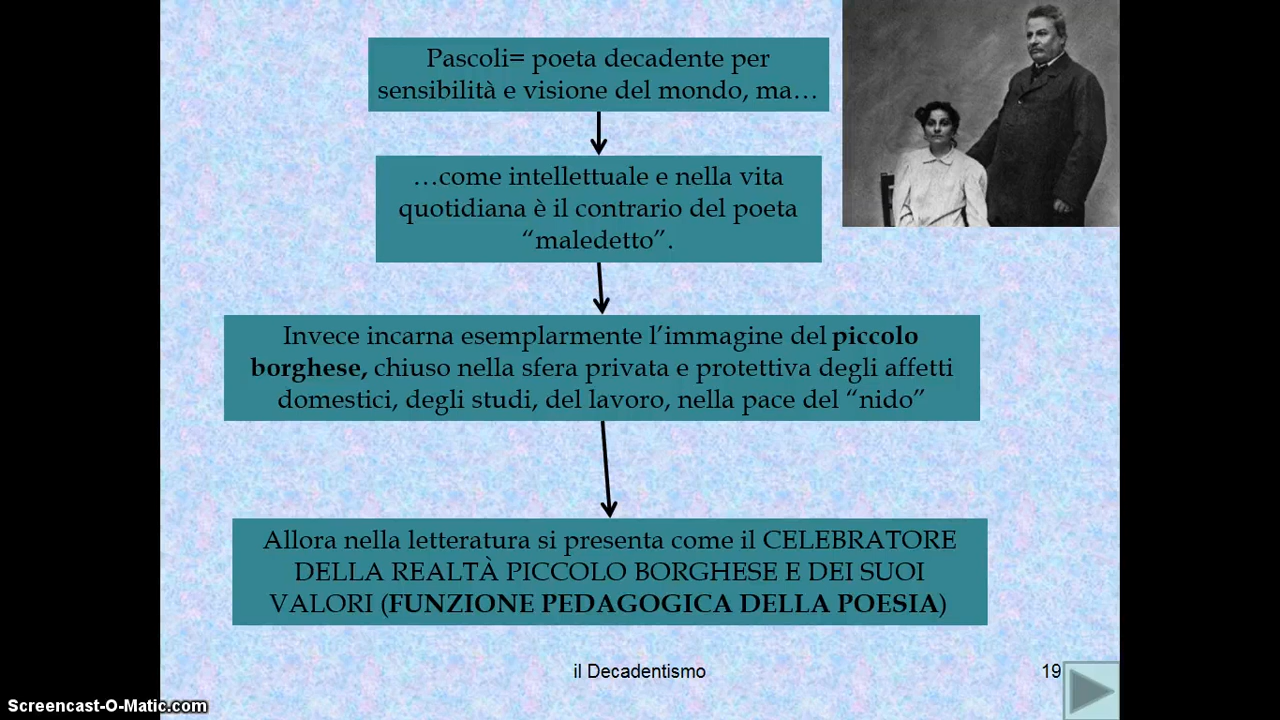 Pascoli= poeta decadente per
sensibilità e visione del mondo, ma…
…come intellettuale e nella vita
quotidiana è il contrario del poeta
“maledetto”.
Invece incarna esemplarmente l’immagine del piccolo
borghese, chiuso nella sfera privata e protettiva degli affetti
domestici, degli studi, del lavoro, nella pace del “nido”
Allora nella letteratura si presenta come il CELEBRATORE
DELLA REALTÀ PICCOLO BORGHESE E DEI SUOI
VALORI (FUNZIONE PEDAGOGICA DELLA POESIA)
il Decadentismo
19
Screencast-O-Matic.com